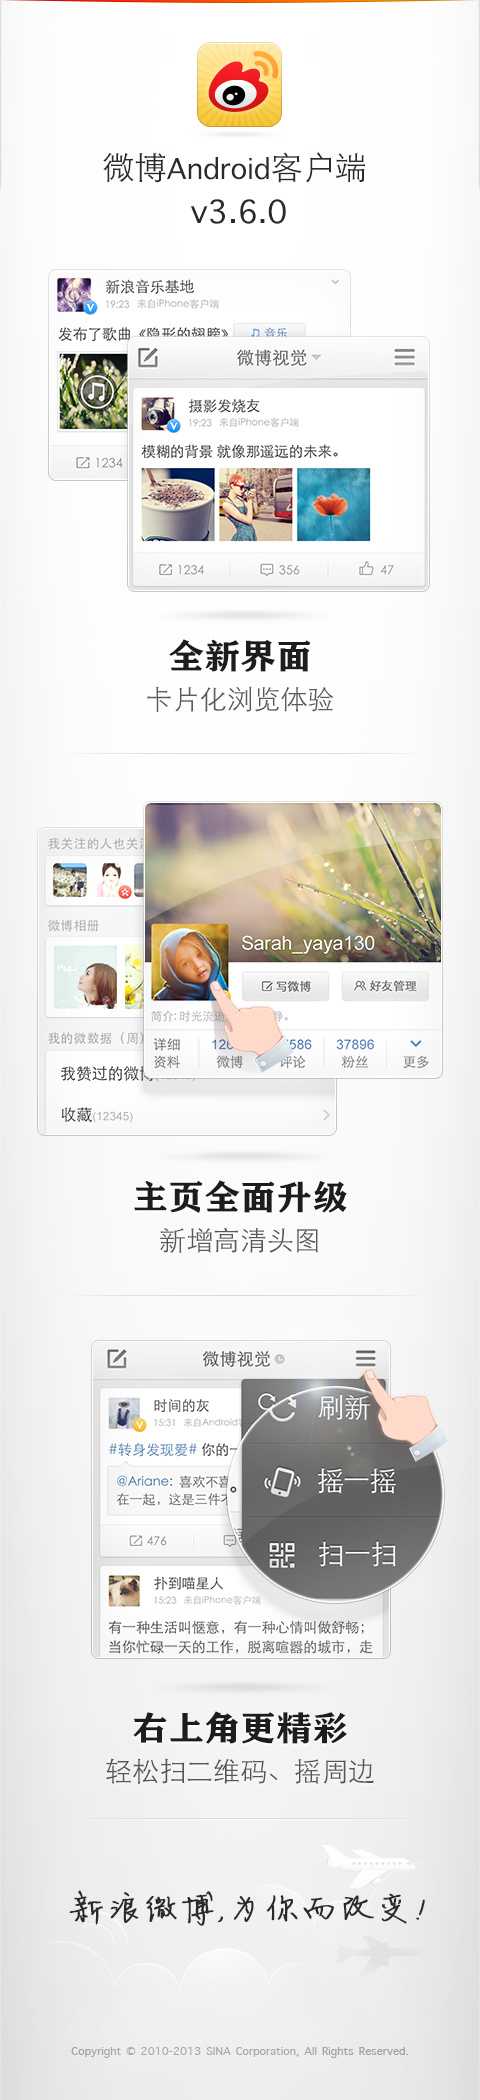 微博Android客户端
v3.6.0
新浪音乐基地
19:23 来自iPhone客户端
发布了歌曲《隐形的翅膀》 音乐
1234
微博视觉
摄影发烧友
19:23 来自iPhone客户端
模糊的背景 就像那遥远的未来。
1234 356 47
全新界面
卡片化浏览体验
我关注的人也关注
微博相册
我的微数据（周）
我赞过的微博
收藏(12345)
Sarah_yaya130
写微博 好友管理
简介:时光流
详细 37896
资料 微博 评论 粉丝 更多
主页全面升级
新增高清头图
微博视觉
时间的灰
15:31 来自Android
#转身发现爱# 你的一
@Ariane: 喜欢不喜
在一起，这是三件不
476
刷新
摇一摇
扫一扫
扑到喵星人
15:23 来自iPhone客户端
有一种生活叫惬意，有一种心情叫做舒畅；
当你忙碌一天的工作，脱离喧嚣的城市，走
右上角更精彩
轻松扫二维码、摇周边
新浪微博,为你而改变!
Copyright © 2010-2013 SINA Corporation, All Rights Reserved.